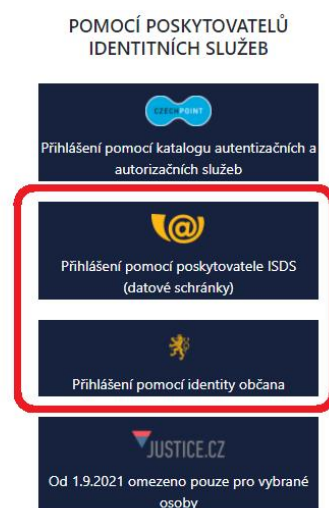 POMOCÍ POSKYTOVATELŮ
IDENTITNÍCH SLUŽEB
CZECHPOINT
Přihlášení pomocí katalogu autentizačních a
autorizačních služeb
@
Přihlášení pomocí poskytovatele ISDS
(datové schránky)
Přihlášení pomocí identity občana
JUSTICE.CZ
Od 1.9.2021 omezeno pouze pro vybrané
osoby